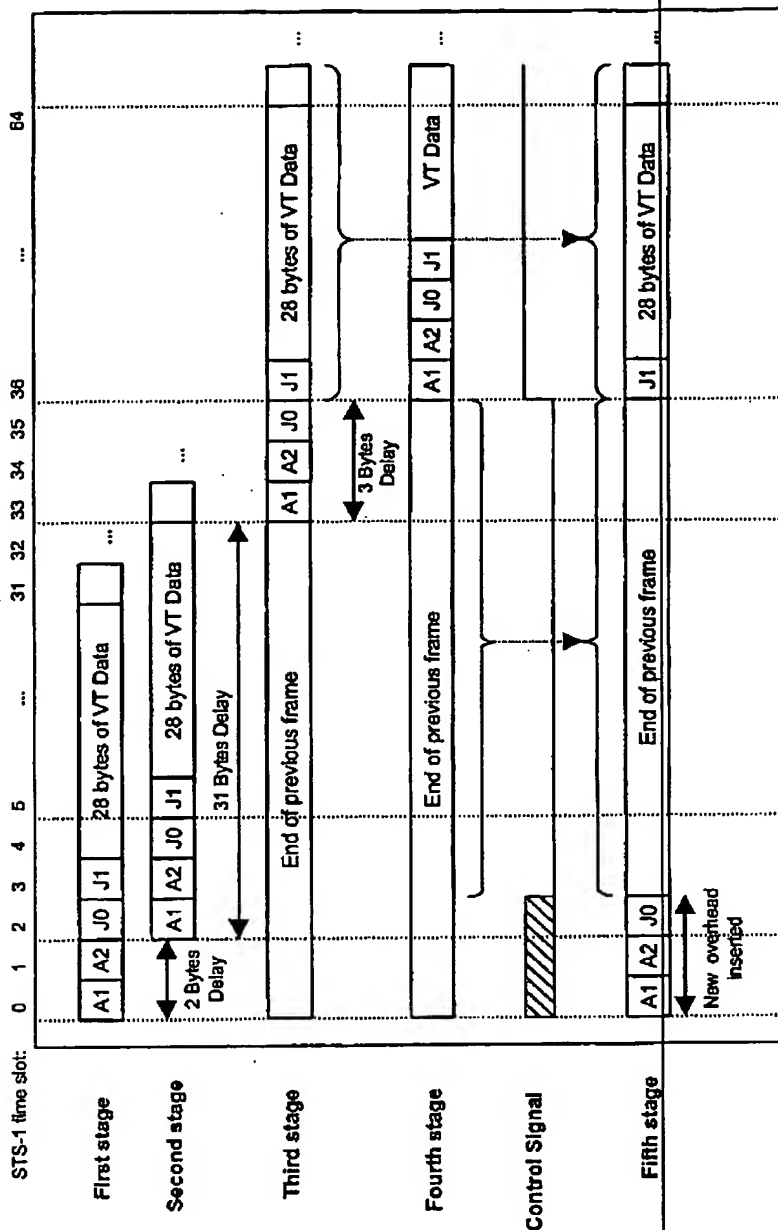 STS-1 time slot: 0 1 2 3 4 5 ... 31 32 33 34 35 36 ... 64
First stage
A1 A2 J0 J1 28 bytes of VT Data ...
2 Bytes
Delay
Second stage
A1 A2 J0 J1 28 bytes of VT Data ...
31 Bytes Delay
Third stage
End of previous frame A1 A2 J0 J1 28 bytes of VT Data ...
3 Bytes
Delay
Fourth stage
End of previous frame A1 A2 J0 J1 VT Data ...
Control Signal
Fifth stage
A1 A2 J0 End of previous frame J1 28 bytes of VT Data ...
New overhead
Inserted